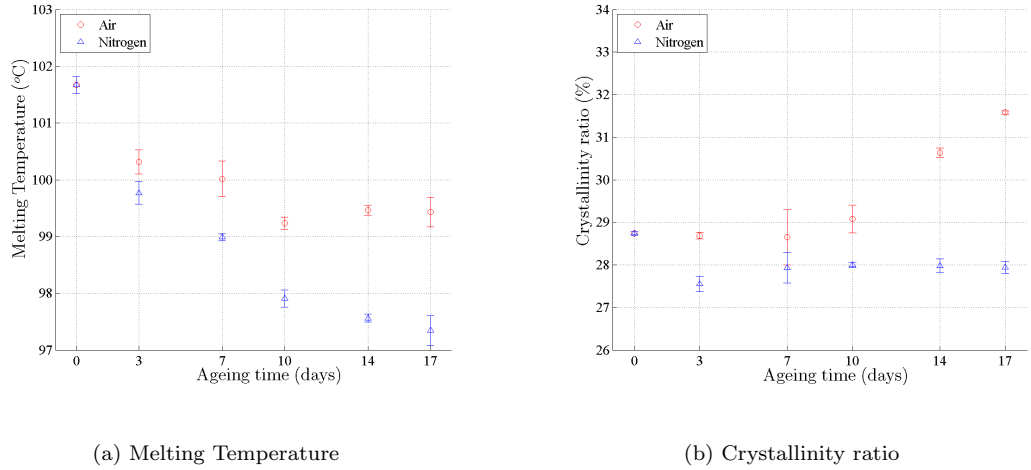 103
102
101
100
99
98
97
Melting Temperature (°C)
Air
Nitrogen
0 3 7 10 14 17
Ageing time (days)
(a) Melting Temperature
34
33
32
31
30
29
28
27
26
Crystallinity ratio (%)
Air
Nitrogen
0 3 7 10 14 17
Ageing time (days)
(b) Crystallinity ratio